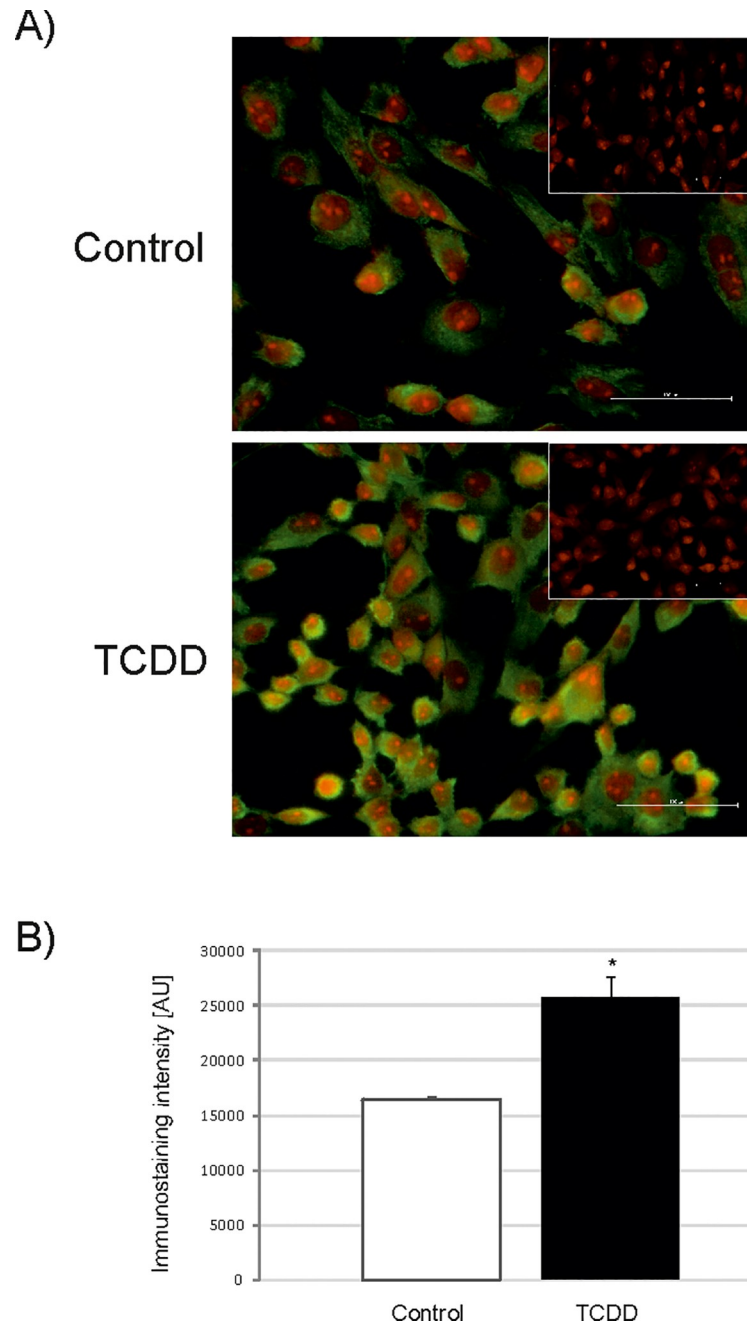 A)
Control
TCDD
B)
Immunostaining intensity [AU]
30000
25000
20000
15000
10000
5000
0
*
Control
TCDD